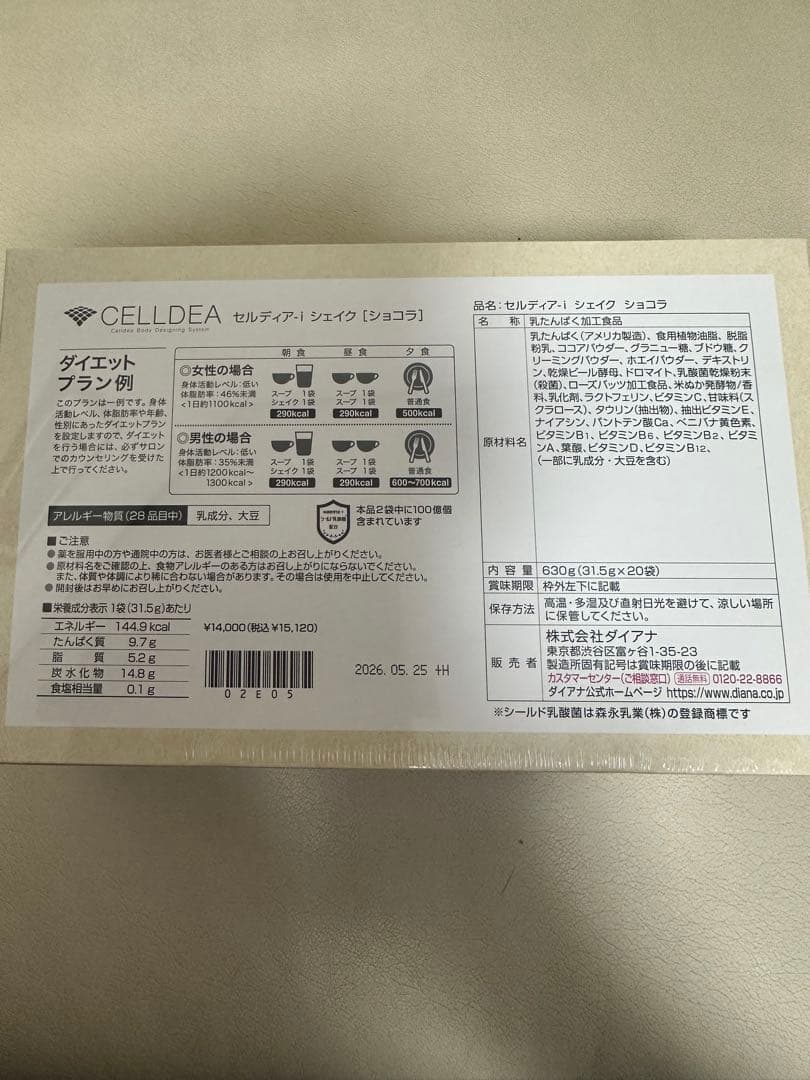 CELLDEA
Celldea Body Designing System
セルディア-i シェイク［ショコラ］
ダイエット
プラン例
このプランは一例です。身体
活動レベル、体脂肪率や年齢、
性別にあったダイエットプラン
を設定しますので、ダイエット
を行う場合には、必ずサロン
でのカウンセリングを受けた
上で行ってください。
朝食 昼食 夕食
◎女性の場合
身体活動レベル：低い
体脂肪率：46%未満
<1日約1100kcal>
スープ 1袋
シェイク 1袋
290kcal
スープ 1袋
スープ 1袋
290kcal
普通食
500kcal
◎男性の場合
身体活動レベル：低い
体脂肪率：35%未満
<1日約1200kcal～
1300kcal>
スープ 1袋
シェイク 1袋
290kcal
スープ 1袋
スープ 1袋
290kcal
普通食
600～700kcal
アレルギー物質(28品目中) 乳成分、大豆
シールド乳酸菌
配合
本品2袋中に100億個
含まれています
■ご注意
●薬を服用中の方や通院中の方は、お医者様とご相談の上お召し上がりください。
●原材料名をご確認の上、食物アレルギーのある方はお召し上がりにならないでください。
また、体質や体調により稀に合わない場合があります。その場合は使用を中止してください。
●開封後はお早めにお召し上がりください。
■栄養成分表示 1袋(31.5g)あたり
エネルギー 144.9kcal
たんぱく質 9.7g
脂質 5.2g
炭水化物 14.8g
食塩相当量 0.1g
¥14,000(税込¥15,120)
02E05
2026.05.25 +H
品名：セルディア-i シェイク ショコラ
名称 乳たんぱく加工食品
原材料名
乳たんぱく(アメリカ製造)、食用植物油脂、脱脂
粉乳、ココアパウダー、グラニュー糖、ブドウ糖、ク
リーミングパウダー、ホエイパウダー、デキストリ
ン、乾燥ビール酵母、ドロマイト、乳酸菌乾燥粉末
(殺菌)、ローズハッツ加工食品、米ぬか発酵物/香
料、乳化剤、ラクトフェリン、ビタミンC、甘味料(ス
クラロース)、タウリン(抽出物)、抽出ビタミンE、
ナイアシン、パントテン酸Ca、ベニバナ黄色素、
ビタミンB1、ビタミンB6、ビタミンB2、ビタミ
ンA、葉酸、ビタミンD、ビタミンB12、
(一部に乳成分・大豆を含む)
内容量 630g(31.5g×20袋)
賞味期限 枠外左下に記載
保存方法 高温・多湿及び直射日光を避けて、涼しい場所
に保管してください。
販売者
株式会社ダイアナ
東京都渋谷区富ヶ谷1-35-23
製造所固有記号は賞味期限の後に記載
カスタマーセンター(ご相談窓口) 通話無料 0120-22-8866
ダイアナ公式ホームページ https://www.diana.co.jp
※シールド乳酸菌は森永乳業(株)の登録商標です